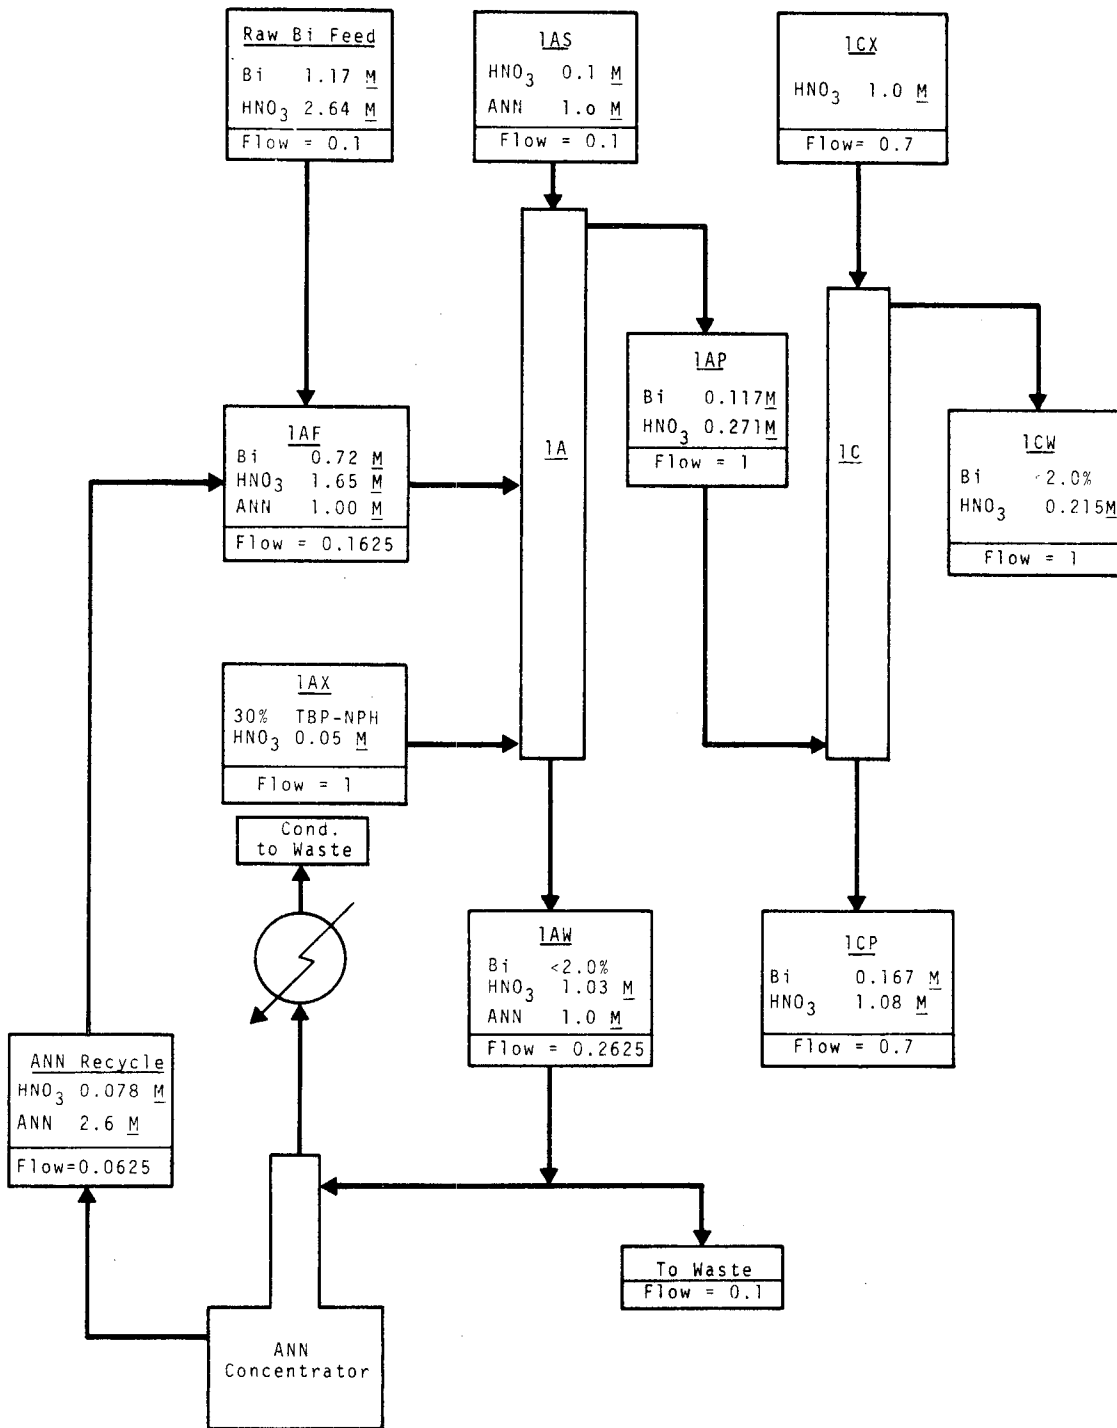 Raw Bi Feed
Bi 1.17 M
HNO3 2.64 M
Flow = 0.1
1AS
HNO3 0.1 M
ANN 1.o M
Flow = 0.1
1CX
HNO3 1.0 M
Flow= 0.7
1AF
Bi 0.72 M
HNO3 1.65 M
ANN 1.00 M
Flow = 0.1625
1A
1AP
Bi 0.117M
HNO3 0.271M
Flow = 1
1C
1CW
Bi <2.0%
HNO3 0.215M
Flow = 1
1AX
30% TBP-NPH
HNO3 0.05 M
Flow = 1
Cond.
to Waste
1AW
Bi <2.0%
HNO3 1.03 M
ANN 1.0 M
Flow = 0.2625
1CP
Bi 0.167 M
HNO3 1.08 M
Flow = 0.7
ANN Recycle
HNO3 0.078 M
ANN 2.6 M
Flow=0.0625
To Waste
Flow = 0.1
ANN
Concentrator